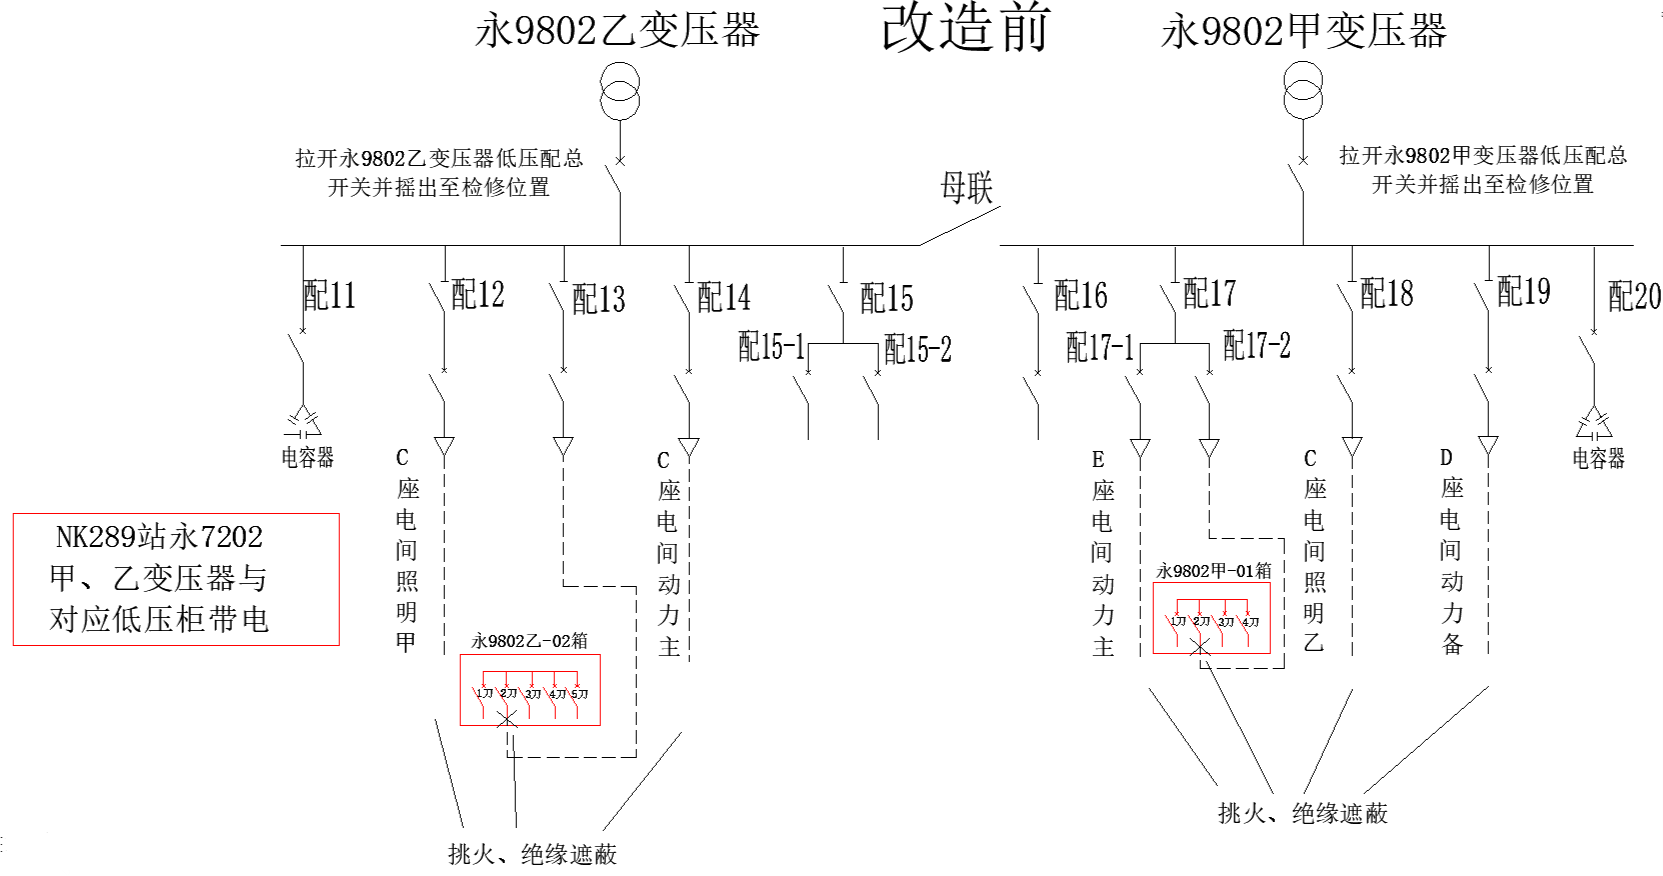 永9802乙变压器
改造前
永9802甲变压器
拉开永9802乙变压器低压配总
开关并摇出至检修位置
拉开永9802甲变压器低压配总
开关并摇出至检修位置
母联
配11
配12
配13
配14
配15
配16
配17
配18
配19
配20
配15-1
配15-2
配17-1
配17-2
电容器
电容器
C座电间照明甲
C座电间动力主
E座电间动力主
C座电间照明乙
D座电间动力备
NK289站永7202
甲、乙变压器与
对应低压柜带电
永9802乙-02箱
1刀 2刀 3刀 4刀 5刀
永9802甲-01箱
1刀 2刀 3刀 4刀
挑火、绝缘遮蔽
挑火、绝缘遮蔽